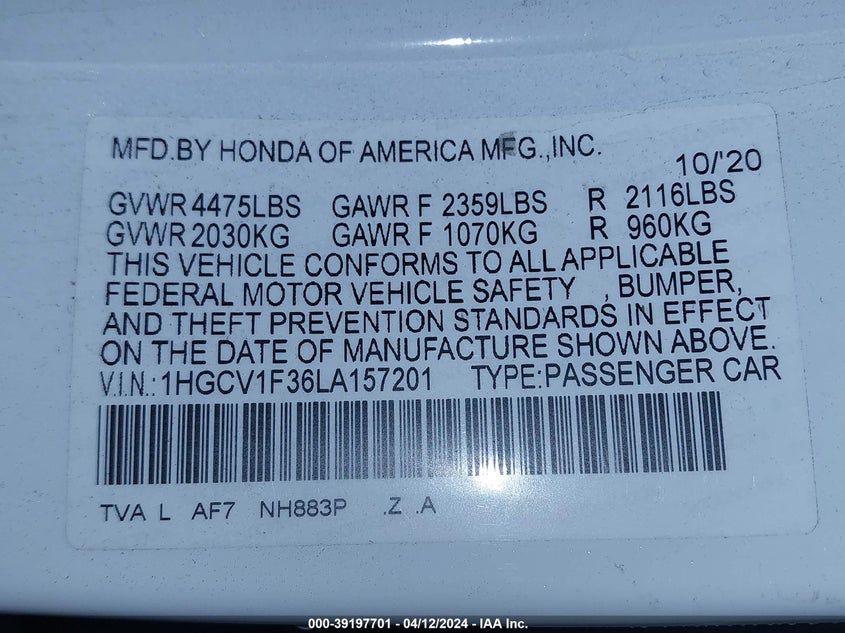 MFD.BY HONDA OF AMERICA MFG.,INC. 10/'20
GVWR 4475LBS GAWR F 2359LBS R 2116LBS
GVWR 2030KG GAWR F 1070KG R 960KG
THIS VEHICLE CONFORMS TO ALL APPLICABLE
FEDERAL MOTOR VEHICLE SAFETY , BUMPER,
AND THEFT PREVENTION STANDARDS IN EFFECT
ON THE DATE OF MANUFACTURE SHOWN ABOVE.
V.I.N.:1HGCV1F36LA157201 TYPE:PASSENGER CAR
TVA L AF7 NH883P .Z .A
000-39197701 - 04/12/2024 - IAA Inc.